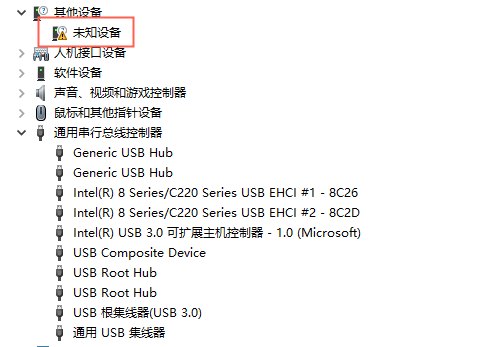 其他设备
未知设备
人机接口设备
软件设备
声音、视频和游戏控制器
鼠标和其他指针设备
通用串行总线控制器
Generic USB Hub
Generic USB Hub
Intel(R) 8 Series/C220 Series USB EHCI #1 - 8C26
Intel(R) 8 Series/C220 Series USB EHCI #2 - 8C2D
Intel(R) USB 3.0 可扩展主机控制器 - 1.0 (Microsoft)
USB Composite Device
USB Root Hub
USB Root Hub
USB 根集线器(USB 3.0)
通用 USB 集线器